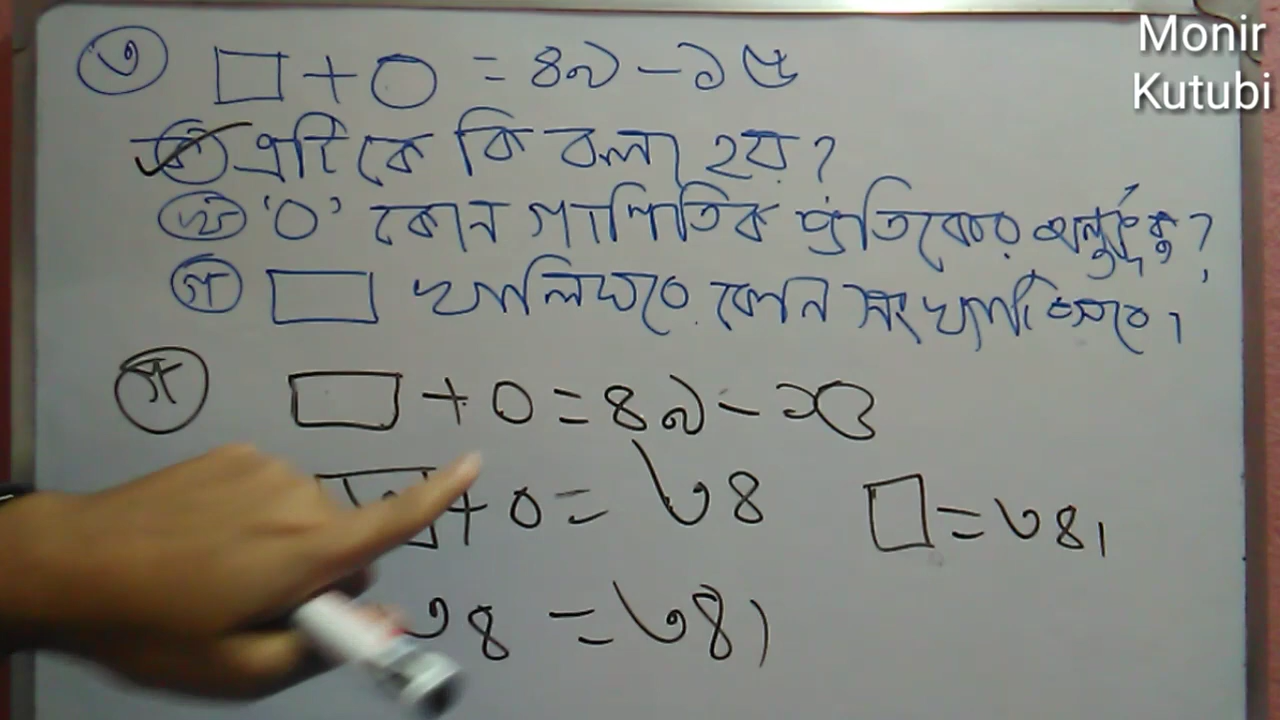 Monir
Kutubi
৩ □ + ০ = ৪৯ - ১৫
ক এটিকে কি বলা হয়?
খ '০' কোন গাণিতিক প্রতিকের অন্তর্ভুক্ত?
গ □ খালিঘরে কোন সংখ্যাটি বসবে।
গ □ + ০ = ৪৯ - ১৫
+ ০ = ৩৪ □ = ৩৪।
৩৪ = ৩৪।